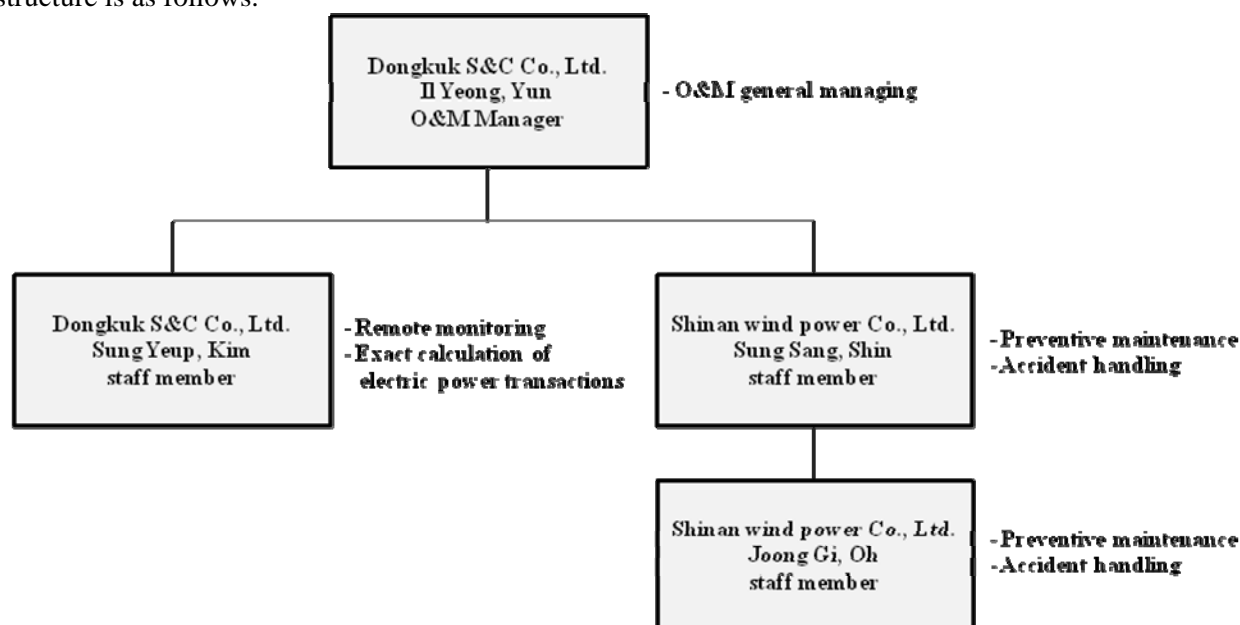 structure is as follows:
Dongkuk S&C Co., Ltd.
Il Yeong, Yun
O&M Manager
- O&M general managing
Dongkuk S&C Co., Ltd.
Sung Yeup, Kim
staff member
- Remote monitoring
- Exact calculation of
electric power transactions
Shinan wind power Co., Ltd.
Sung Sang, Shin
staff member
- Preventive maintenance
- Accident handling
Shinan wind power Co., Ltd.
Joong Gi, Oh
staff member
- Preventive maintenance
- Accident handling